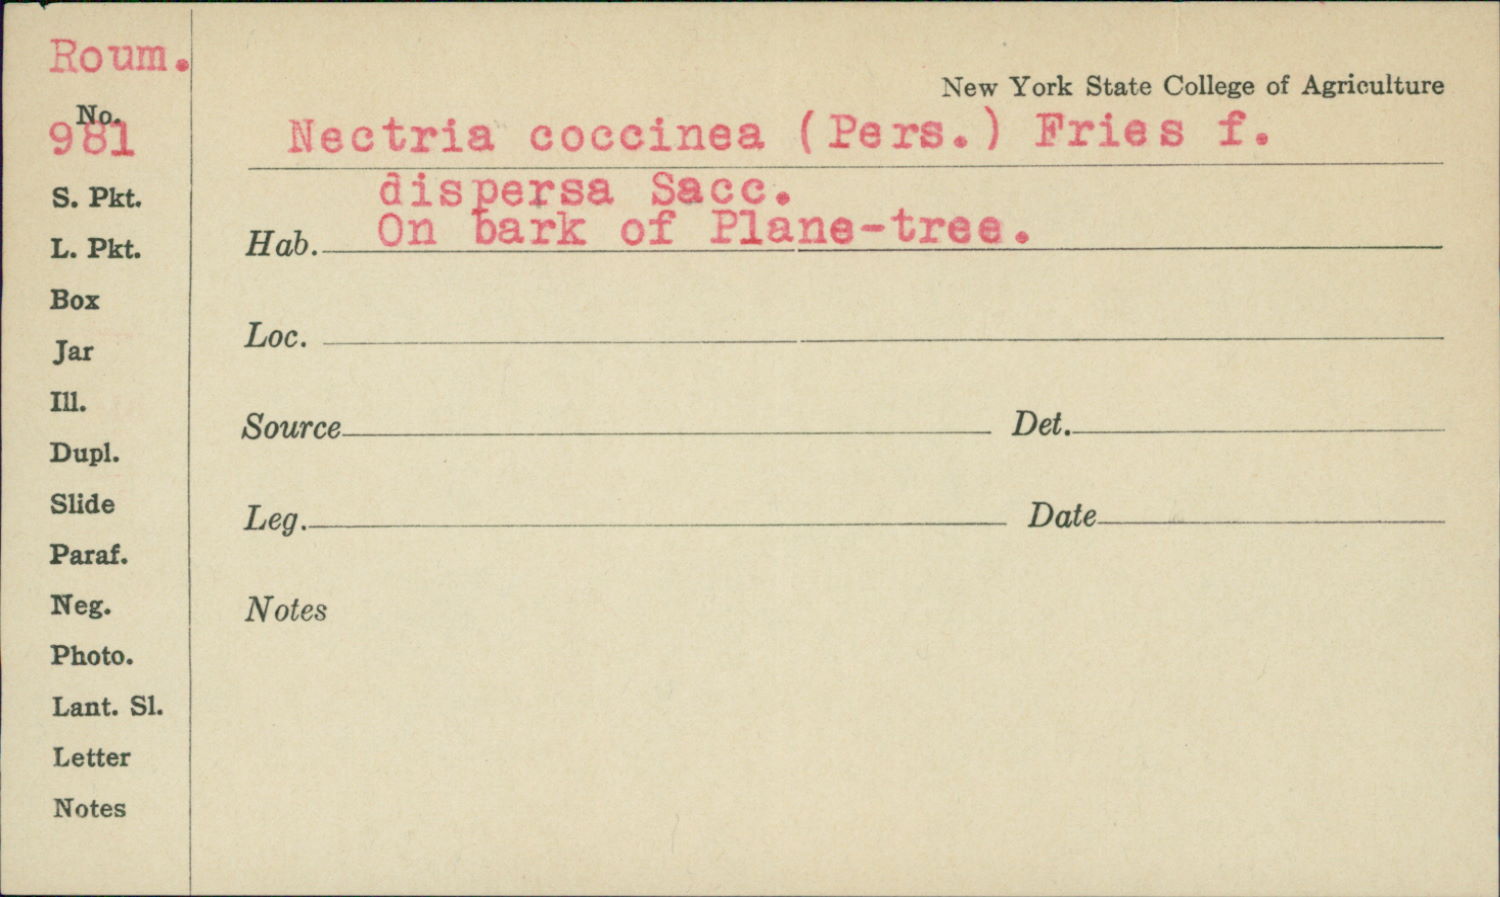 Roum.
New York State College of Agriculture
No.
981
Nectria coccinea (Pers.) Fries f.
dispersa Sacc.
S. Pkt.
Hab. On bark of Plane-tree.
L. Pkt.
Box
Loc.
Jar
Ill.
Source Det.
Dupl.
Slide
Leg. Date
Paraf.
Neg.
Notes
Photo.
Lant. Sl.
Letter
Notes